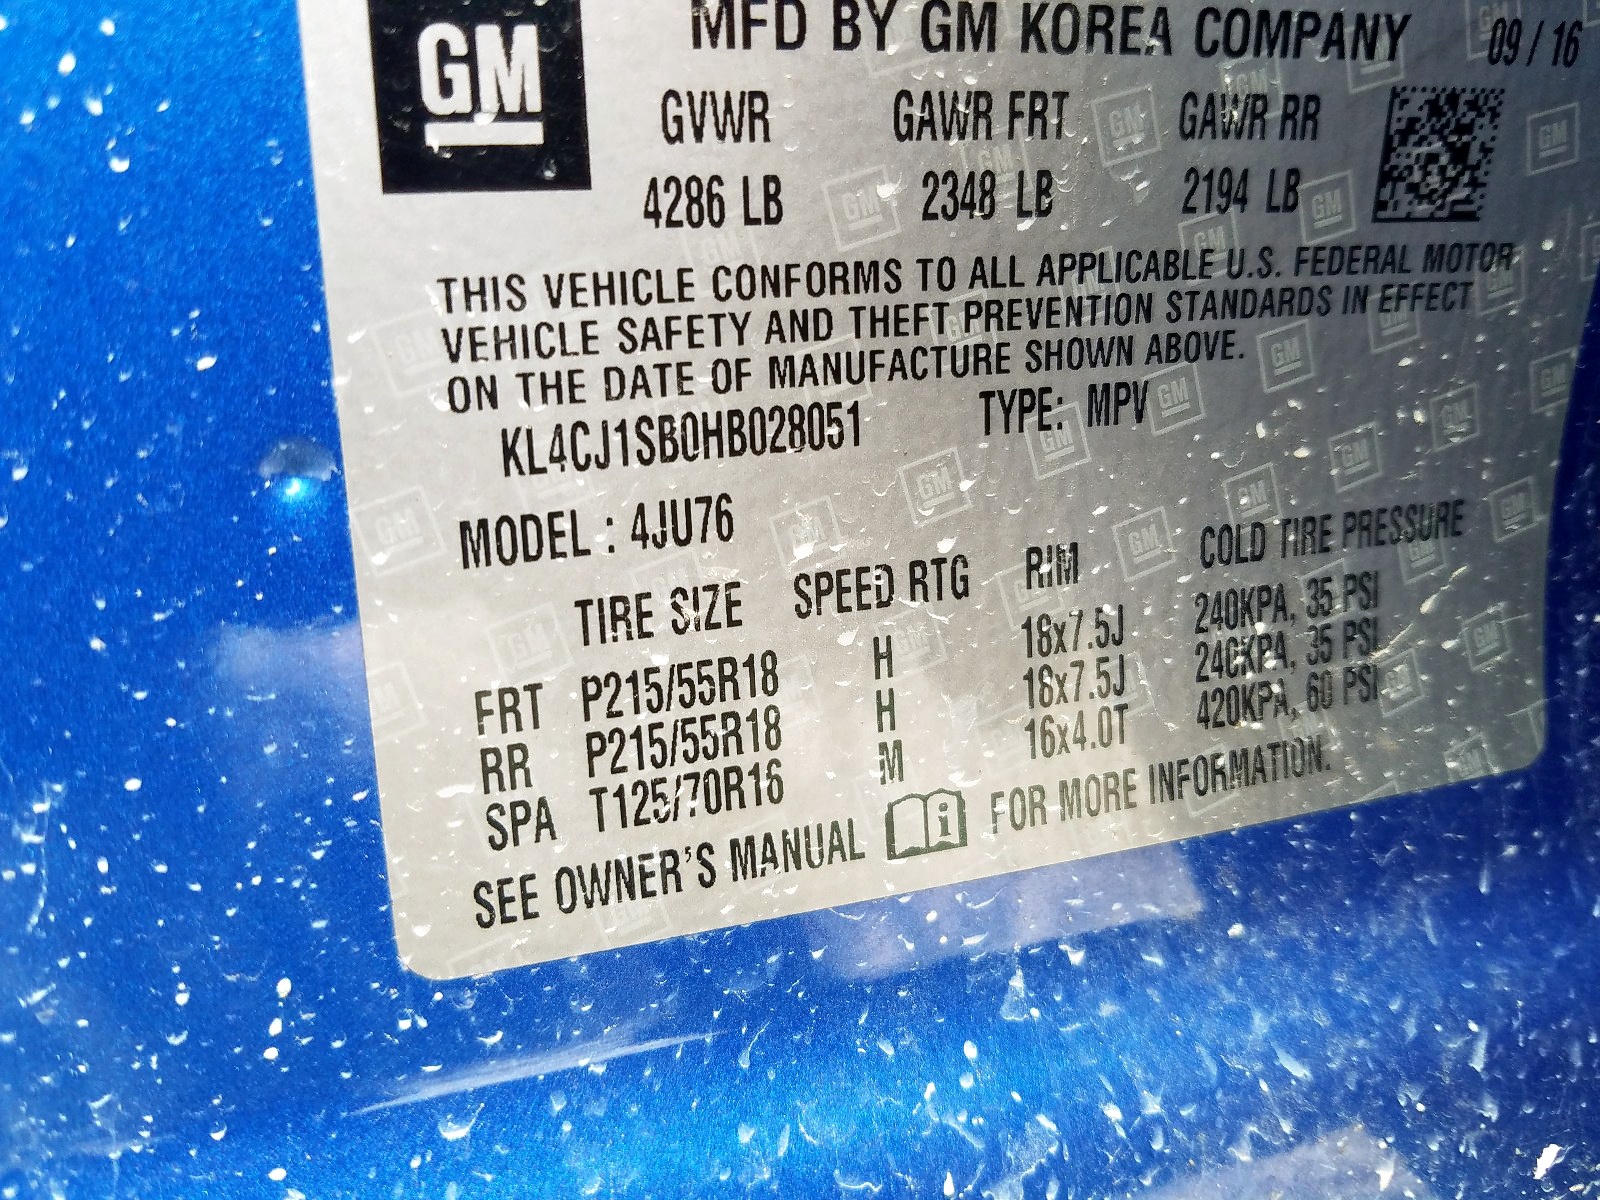 GM
MFD BY GM KOREA COMPANY 09 / 16
GVWR GAWR FRT GAWR RR
4286 LB 2348 LB 2194 LB
THIS VEHICLE CONFORMS TO ALL APPLICABLE U.S. FEDERAL MOTOR
VEHICLE SAFETY AND THEFT PREVENTION STANDARDS IN EFFECT
ON THE DATE OF MANUFACTURE SHOWN ABOVE.
KL4CJ1SB0HB028051 TYPE: MPV
MODEL : 4JU76
TIRE SIZE SPEED RTG RIM COLD TIRE PRESSURE
FRT P215/55R18 H 18x7.5J 240KPA, 35 PSI
RR P215/55R18 H 18x7.5J 240KPA, 35 PSI
SPA T125/70R16 M 16x4.0T 420KPA, 60 PSI
SEE OWNER'S MANUAL FOR MORE INFORMATION.